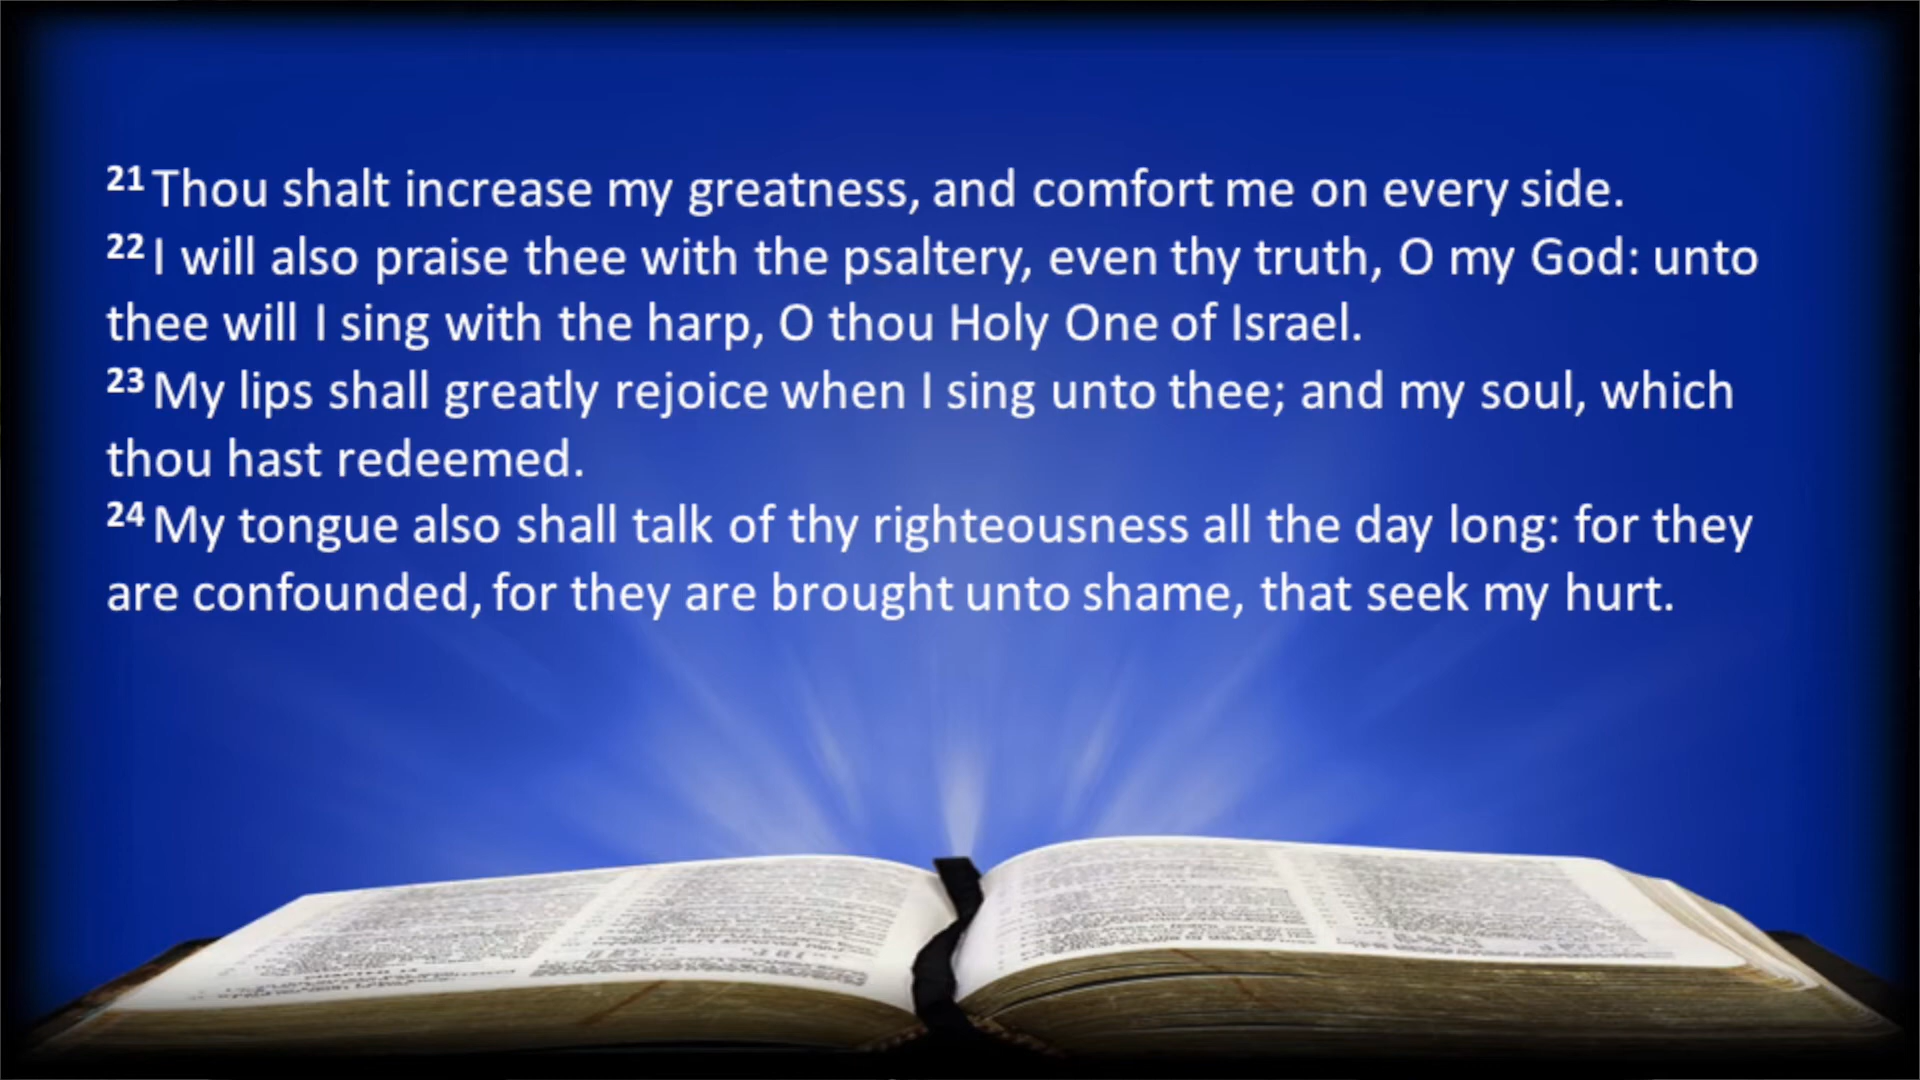 21 Thou shalt increase my greatness, and comfort me on every side.
22 I will also praise thee with the psaltery, even thy truth, O my God: unto
thee will I sing with the harp, O thou Holy One of Israel.
23 My lips shall greatly rejoice when I sing unto thee; and my soul, which
thou hast redeemed.
24 My tongue also shall talk of thy righteousness all the day long: for they
are confounded, for they are brought unto shame, that seek my hurt.